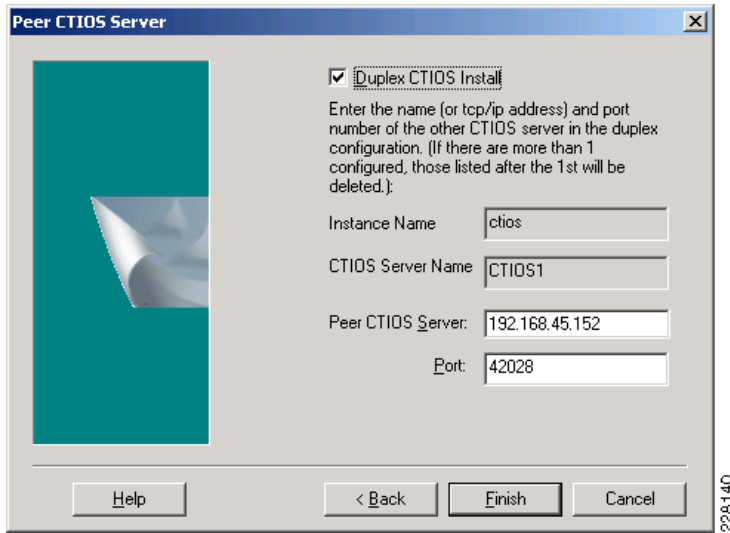 Peer CTIOS Server
Duplex CTIOS Install
Enter the name (or tcp/ip address) and port
number of the other CTIOS server in the duplex
configuration. (If there are more than 1
configured, those listed after the 1st will be
deleted.):
Instance Name ctios
CTIOS Server Name CTIOS1
Peer CTIOS Server: 192.168.45.152
Port: 42028
Help < Back Finish Cancel
228140